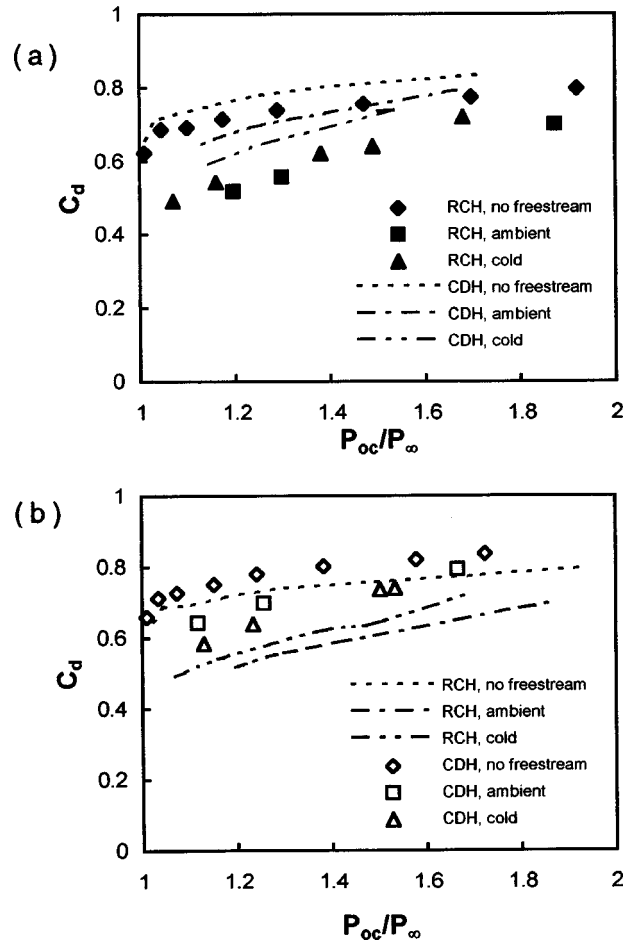 (a)
1
0.8
0.6
0.4
0.2
0
C_d
RCH, no freestream
RCH, ambient
RCH, cold
CDH, no freestream
CDH, ambient
CDH, cold
1 1.2 1.4 1.6 1.8 2
P_oc/P_∞
(b)
1
0.8
0.6
0.4
0.2
0
C_d
RCH, no freestream
RCH, ambient
RCH, cold
CDH, no freestream
CDH, ambient
CDH, cold
1 1.2 1.4 1.6 1.8 2
P_oc/P_∞